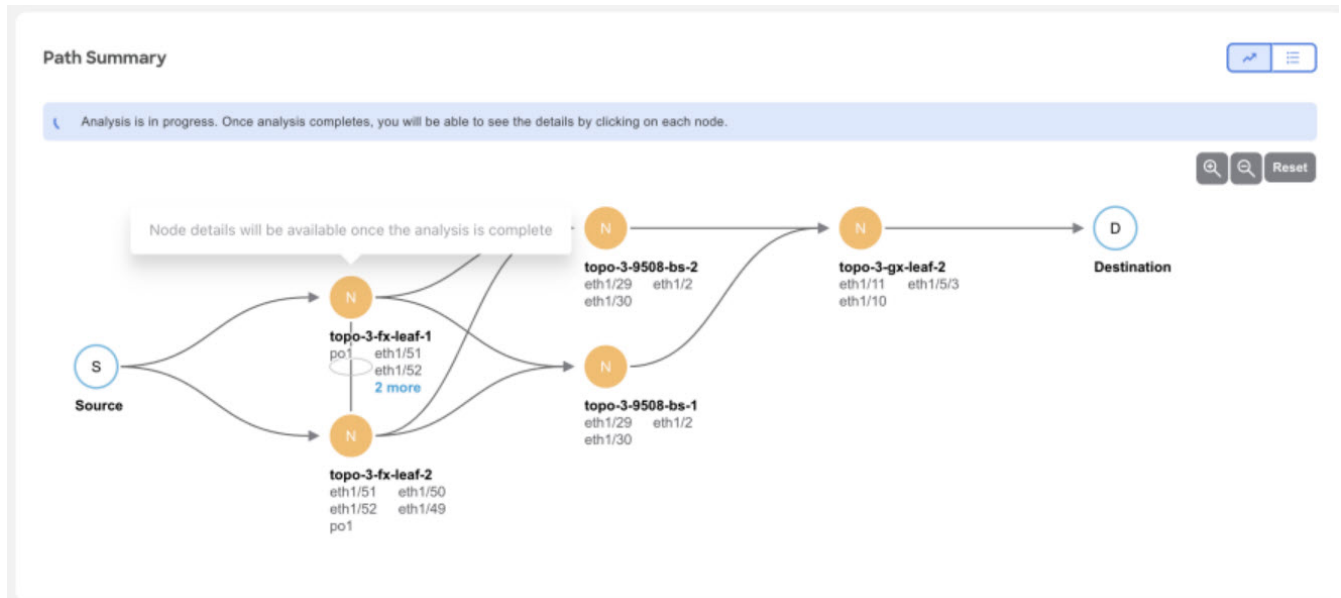 Path Summary
Analysis is in progress. Once analysis completes, you will be able to see the details by clicking on each node.
Reset
Node details will be available once the analysis is complete
S
Source
N
topo-3-fx-leaf-1
po1 eth1/51
eth1/52
2 more
N
topo-3-fx-leaf-2
eth1/51 eth1/50
eth1/52 eth1/49
po1
N
topo-3-9508-bs-2
eth1/29 eth1/2
eth1/30
N
topo-3-9508-bs-1
eth1/29 eth1/2
eth1/30
N
topo-3-gx-leaf-2
eth1/11 eth1/5/3
eth1/10
D
Destination